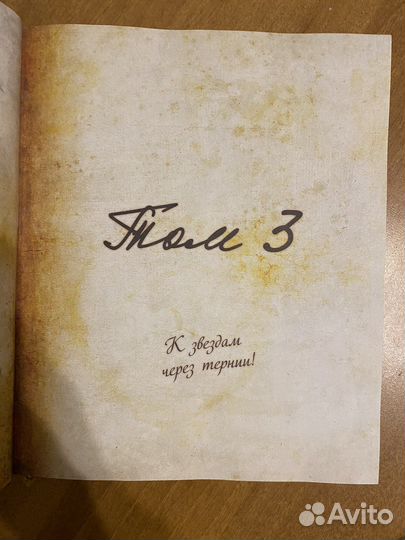 Том 3
К звездам
через тернии!
Avito